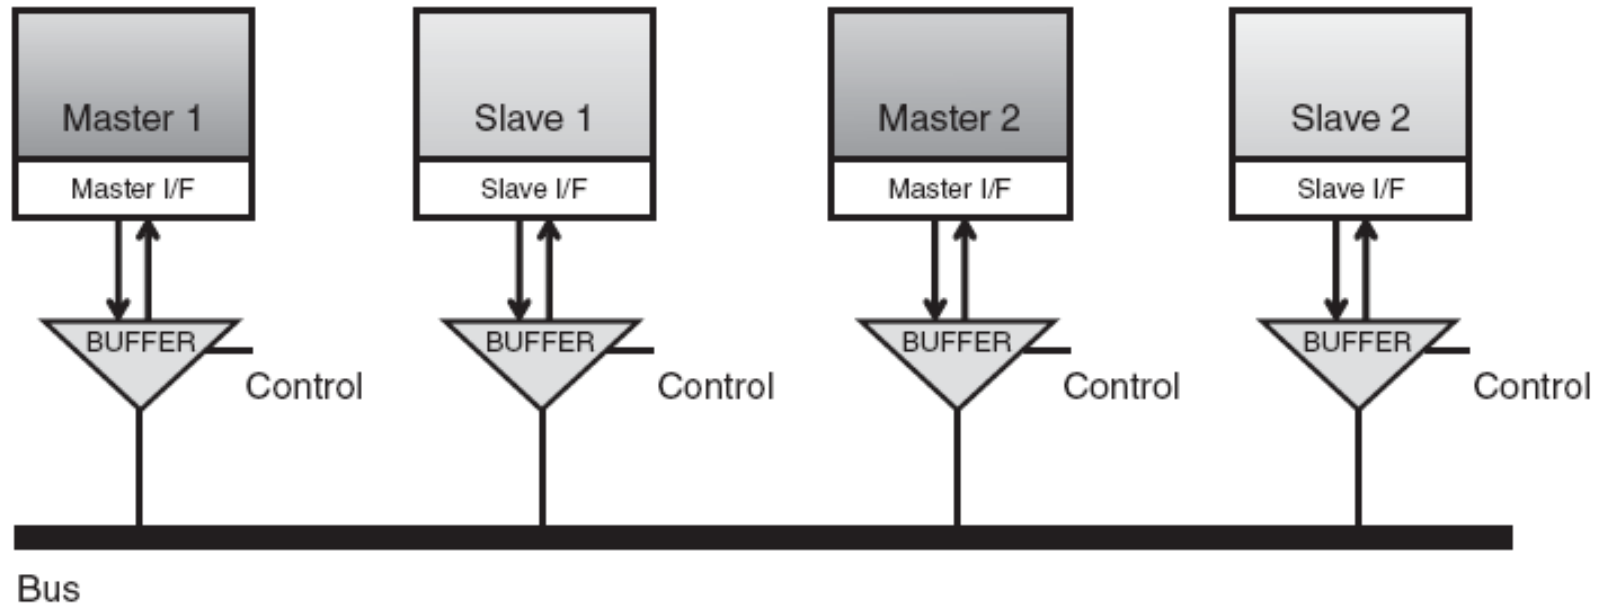 Master 1
Slave 1
Master 2
Slave 2
Master I/F
Slave I/F
Master I/F
Slave I/F
BUFFER
BUFFER
BUFFER
BUFFER
Control
Control
Control
Control
Bus